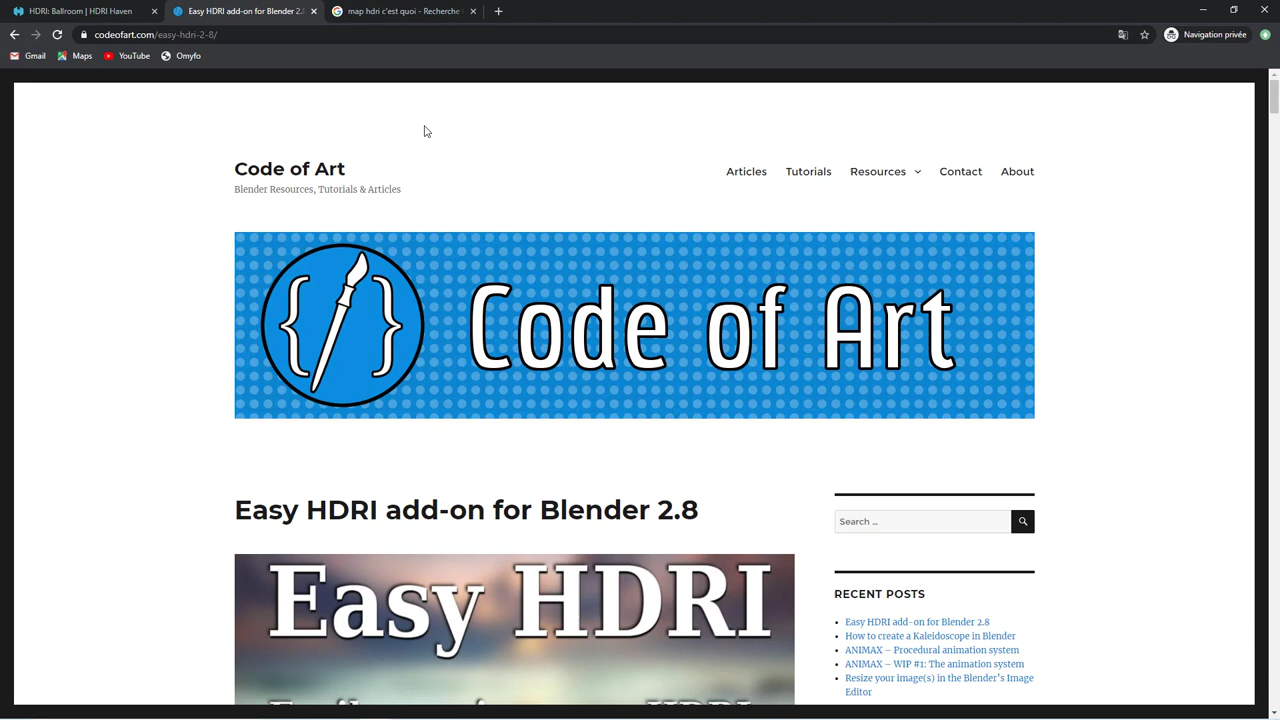 HDRI: Ballroom | HDRI Haven
Easy HDRI add-on for Blender 2.
map hdri c'est quoi - Recherche
codeofart.com/easy-hdri-2-8/
Navigation privée
Gmail
Maps
YouTube
Omyfo
Code of Art
Blender Resources, Tutorials & Articles
Articles
Tutorials
Resources
Contact
About
Code of Art
Easy HDRI add-on for Blender 2.8
Search …
Easy HDRI
RECENT POSTS
Easy HDRI add-on for Blender 2.8
How to create a Kaleidoscope in Blender
ANIMAX – Procedural animation system
ANIMAX – WIP #1: The animation system
Resize your image(s) in the Blender's Image
Editor